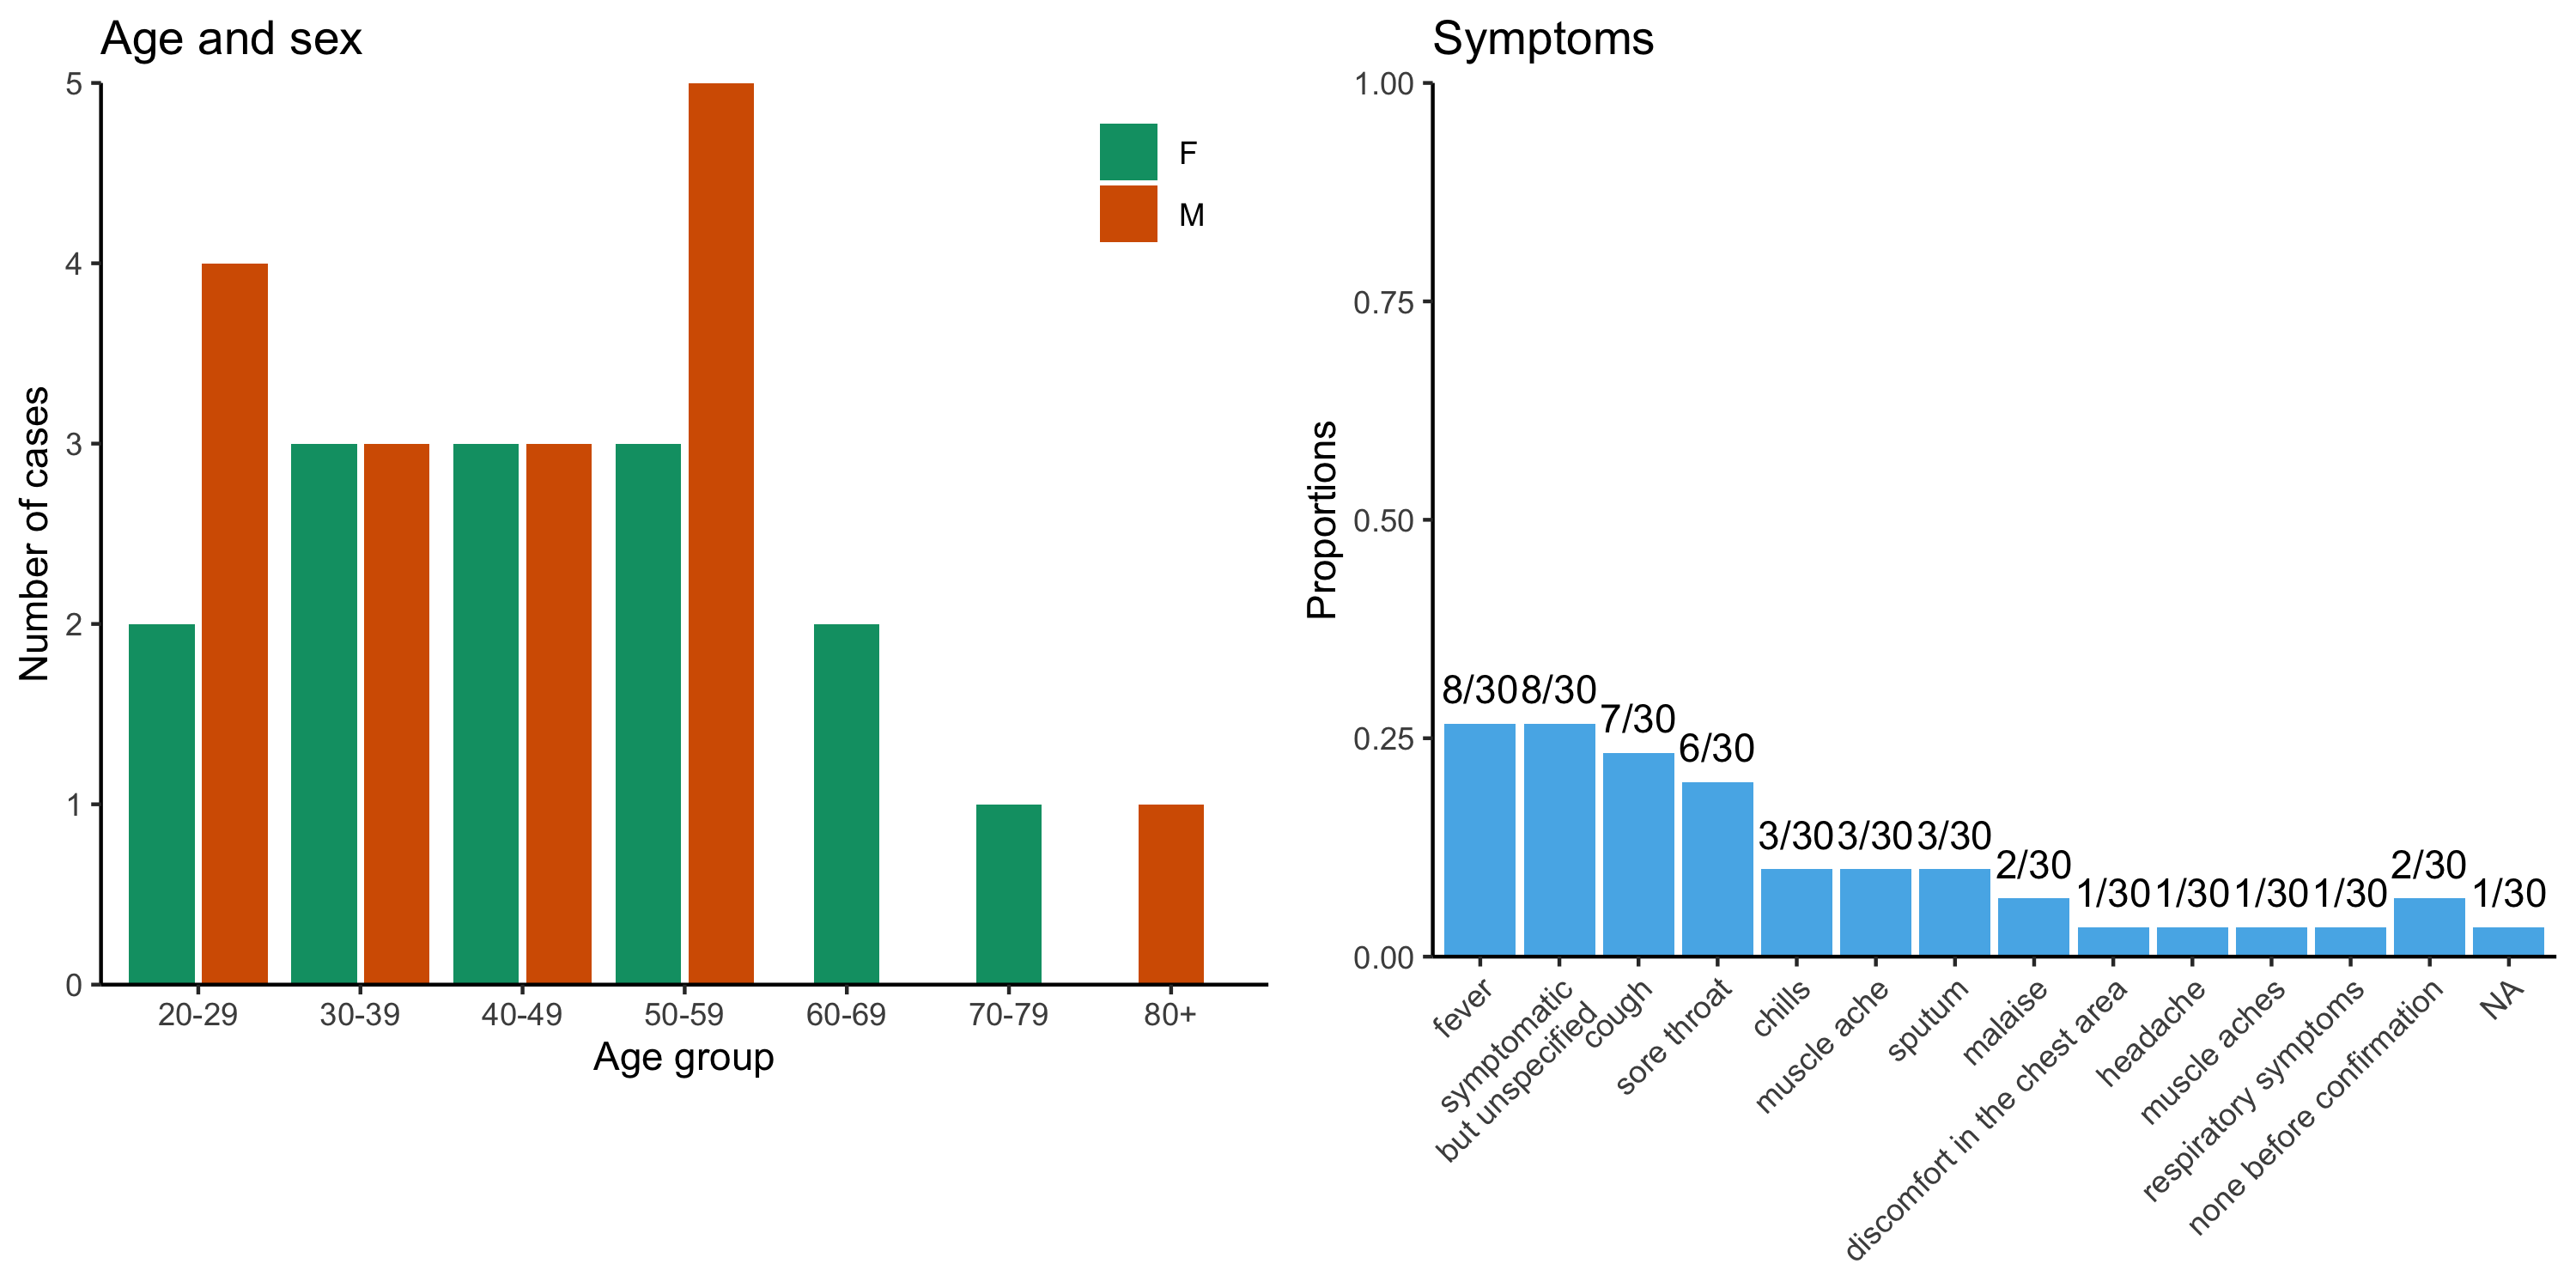 Age and sex
5
4
3
2
1
0
Number of cases
F
M
20-29
30-39
40-49
50-59
60-69
70-79
80+
Age group
Symptoms
1.00
0.75
0.50
0.25
0.00
Proportions
8/30
8/30
7/30
6/30
3/30
3/30
3/30
2/30
1/30
1/30
1/30
1/30
2/30
1/30
fever
symptomatic
but unspecified
cough
sore throat
chills
muscle ache
sputum
malaise
discomfort in the chest area
headache
muscle aches
respiratory symptoms
none before confirmation
NA